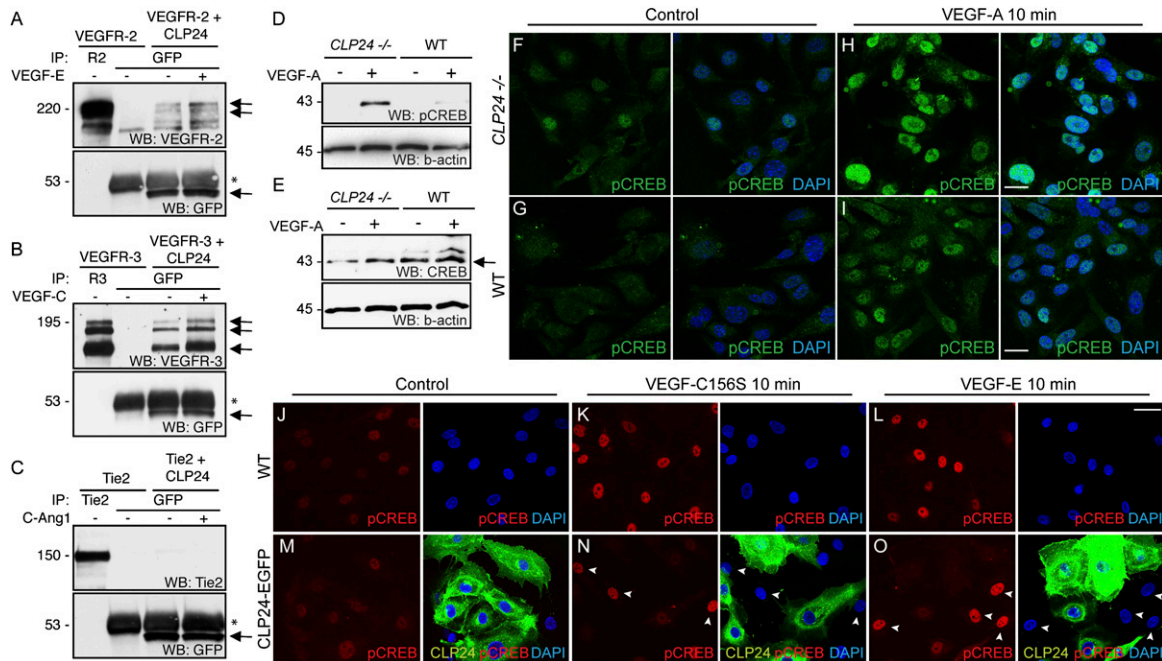 A
VEGFR-2 VEGFR-2 + CLP24
IP: R2 GFP
VEGF-E - - - +
220 -
WB: VEGFR-2
53 -
*
WB: GFP
B
VEGFR-3 VEGFR-3 + CLP24
IP: R3 GFP
VEGF-C - - - +
195 -
WB: VEGFR-3
53 -
*
WB: GFP
C
Tie2 Tie2 + CLP24
IP: Tie2 GFP
C-Ang1 - - - +
150 -
WB: Tie2
53 -
*
WB: GFP
D
CLP24 -/- WT
VEGF-A - + - +
43 -
WB: pCREB
45 -
WB: b-actin
E
CLP24 -/- WT
VEGF-A - + - +
43 -
WB: CREB
45 -
WB: b-actin
Control VEGF-A 10 min
CLP24 -/-
F H
pCREB pCREB DAPI pCREB pCREB DAPI
WT
G I
pCREB pCREB DAPI pCREB pCREB DAPI
Control VEGF-C156S 10 min VEGF-E 10 min
WT
J K L
pCREB pCREB DAPI pCREB pCREB DAPI pCREB pCREB DAPI
CLP24-EGFP
M N O
pCREB CLP24 pCREB DAPI pCREB CLP24 pCREB DAPI pCREB CLP24 pCREB DAPI